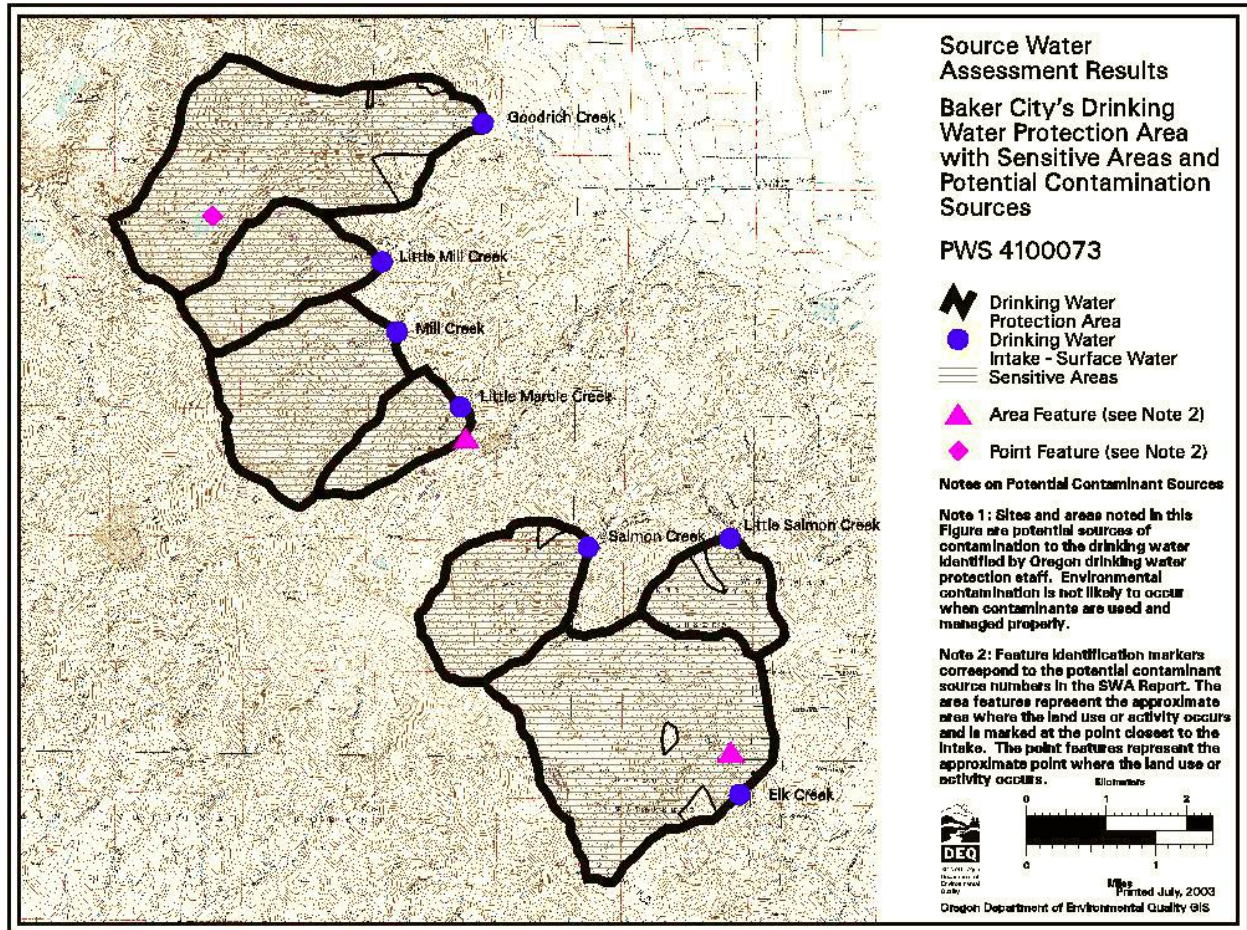 Source Water
Assessment Results
Baker City's Drinking
Water Protection Area
with Sensitive Areas and
Potential Contamination
Sources
PWS 4100073
Drinking Water
Protection Area
Drinking Water
Intake - Surface Water
Sensitive Areas
Area Feature (see Note 2)
Point Feature (see Note 2)
Notes on Potential Contaminant Sources
Note 1: Sites and areas noted in this
Figure are potential sources of
contamination to the drinking water
identified by Oregon drinking water
protection staff. Environmental
contamination is not likely to occur
when contaminants are used and
managed properly.
Note 2: Feature identification markers
correspond to the potential contaminant
source numbers in the SWA Report. The
area features represent the approximate
area where the land use or activity occurs
and is marked at the point closest to the
intake. The point features represent the
approximate point where the land use or
activity occurs.
Kilometers
0 1 2
0 1
Miles
DEQ
Department of
Environmental
Quality
Printed July, 2003
Oregon Department of Environmental Quality GIS
Goodrich Creek
Little Mill Creek
Mill Creek
Little Marble Creek
Salmon Creek
Little Salmon Creek
Elk Creek